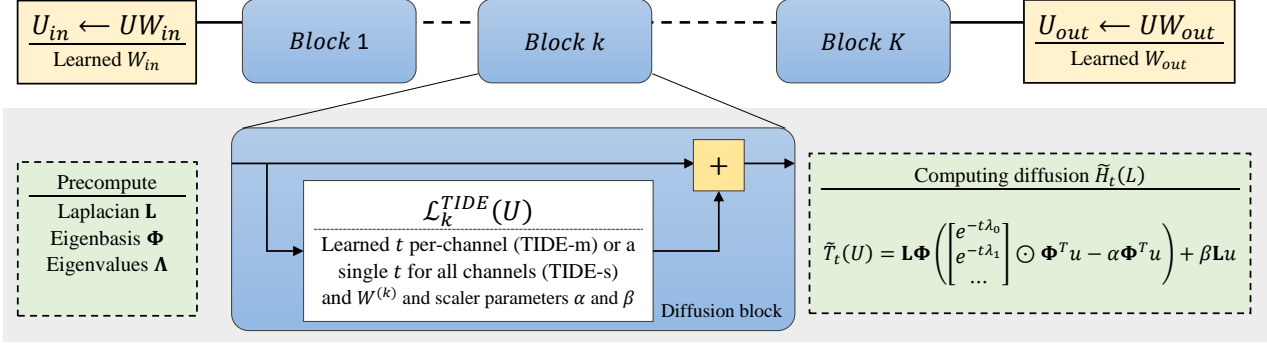 U_in ← UW_in
Learned W_in
Block 1
Block k
Block K
U_out ← UW_out
Learned W_out
Precompute
Laplacian L
Eigenbasis Φ
Eigenvalues Λ
+
ℒ_k^TIDE(U)
Learned t per-channel (TIDE-m) or a
single t for all channels (TIDE-s)
and W^(k) and scaler parameters α and β
Diffusion block
Computing diffusion H̃_t(L)
T̃_t(U) = LΦ([e^{-tλ_0} e^{-tλ_1} ...] ⊙ Φ^T u − αΦ^T u) + βLu